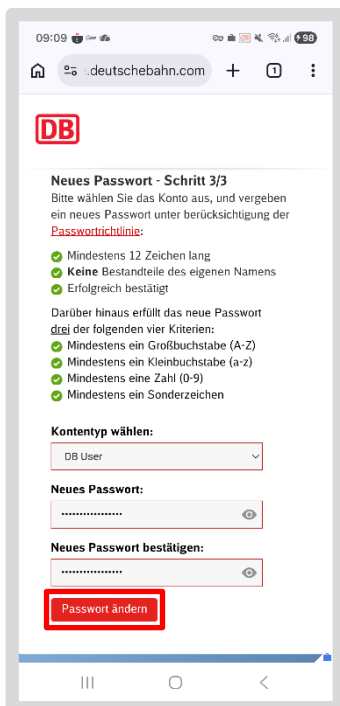 09:09
98
.deutschebahn.com
1
DB
Neues Passwort - Schritt 3/3
Bitte wählen Sie das Konto aus, und vergeben
ein neues Passwort unter berücksichtigung der
Passwortrichtlinie:
Mindestens 12 Zeichen lang
Keine Bestandteile des eigenen Namens
Erfolgreich bestätigt
Darüber hinaus erfüllt das neue Passwort
drei der folgenden vier Kriterien:
Mindestens ein Großbuchstabe (A-Z)
Mindestens ein Kleinbuchstabe (a-z)
Mindestens eine Zahl (0-9)
Mindestens ein Sonderzeichen
Kontentyp wählen:
DB User
Neues Passwort:
•••••••••••••••••
Neues Passwort bestätigen:
•••••••••••••••••
Passwort ändern